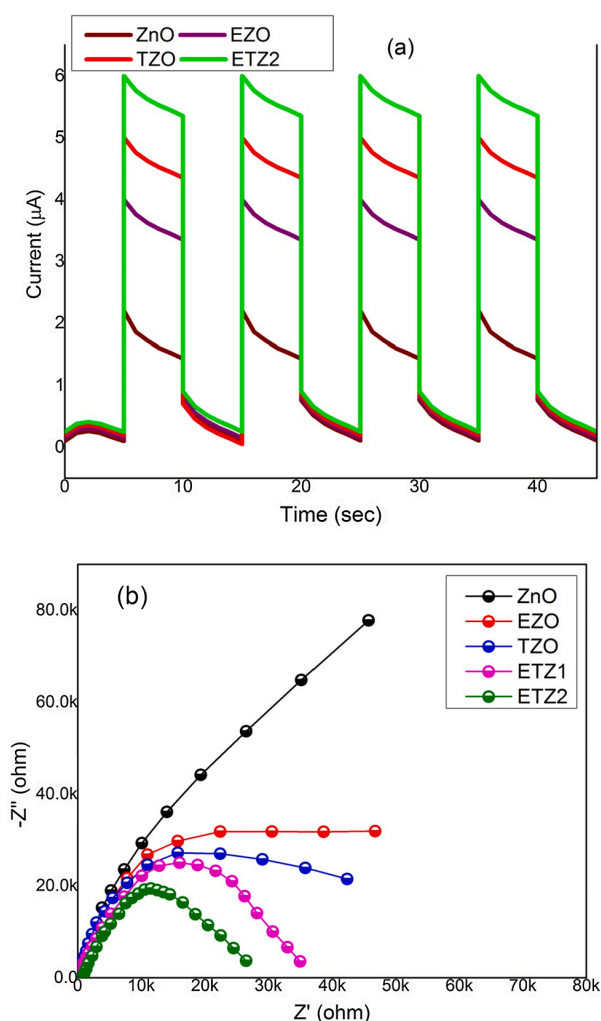 ZnO EZO
TZO ETZ2
(a)
6
5
4
3
2
1
0
Current (μA)
0 10 20 30 40
Time (sec)
(b)
ZnO
EZO
TZO
ETZ1
ETZ2
80.0k
60.0k
40.0k
20.0k
0.0
-Z" (ohm)
10k 20k 30k 40k 50k 60k 70k 80k
Z' (ohm)